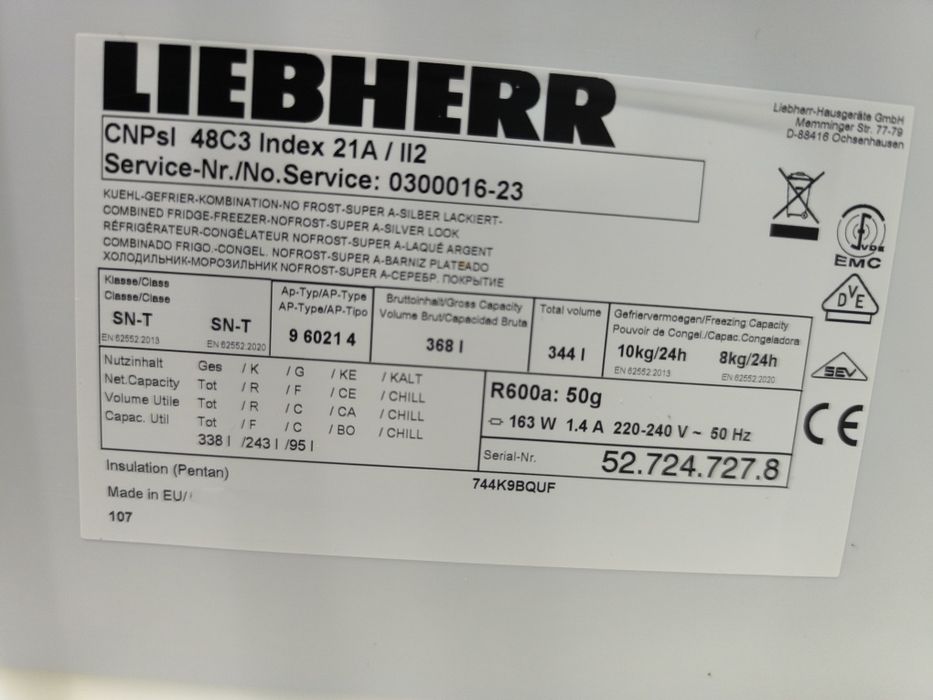 LIEBHERR
Liebherr-Hausgeräte GmbH
Memminger Str. 77-79
D-88416 Ochsenhausen
CNPsl 48C3 Index 21A / II2
Service-Nr./No.Service: 0300016-23
KUEHL-GEFRIER-KOMBINATION-NO FROST-SUPER A-SILBER LACKIERT-
COMBINED FRIDGE-FREEZER-NOFROST-SUPER A-SILVER LOOK
RÉFRIGÉRATEUR-CONGÉLATEUR NOFROST-SUPER A-LAQUÉ ARGENT
COMBINADO FRIGO.-CONGEL. NOFROST-SUPER A-BARNIZ PLATEADO
ХОЛОДИЛЬНИК-МОРОЗИЛЬНИК NOFROST-SUPER A-СЕРЕБР. ПОКРЫТИЕ
VDE
EMC
DVE
SEV
CE
Klasse/Class
Classe/Clase
SN-T SN-T
EN 62552:2013 EN 62552:2020
Ap-Typ/AP-Type
AP-Type/AP-Tipo
9 6021 4
Bruttoinhalt/Gross Capacity
Volume Brut/Capacidad Bruta
368 l
Total volume
344 l
Gefriervermoegen/Freezing Capacity
Pouvoir de Congel./Capac.Congeladora
10kg/24h 8kg/24h
EN 62552:2013 EN 62552:2020
Nutzinhalt Ges / K / G / KE / KALT
Net.Capacity Tot / R / F / CE / CHILL
Volume Utile Tot / R / C / CA / CHILL
Capac. Util Tot / F / C / BO / CHILL
338 l /243 l /95 l
R600a: 50g
163 W 1.4 A 220-240 V ~ 50 Hz
Serial-Nr. 52.724.727.8
Insulation (Pentan)
744K9BQUF
Made in EU/
107